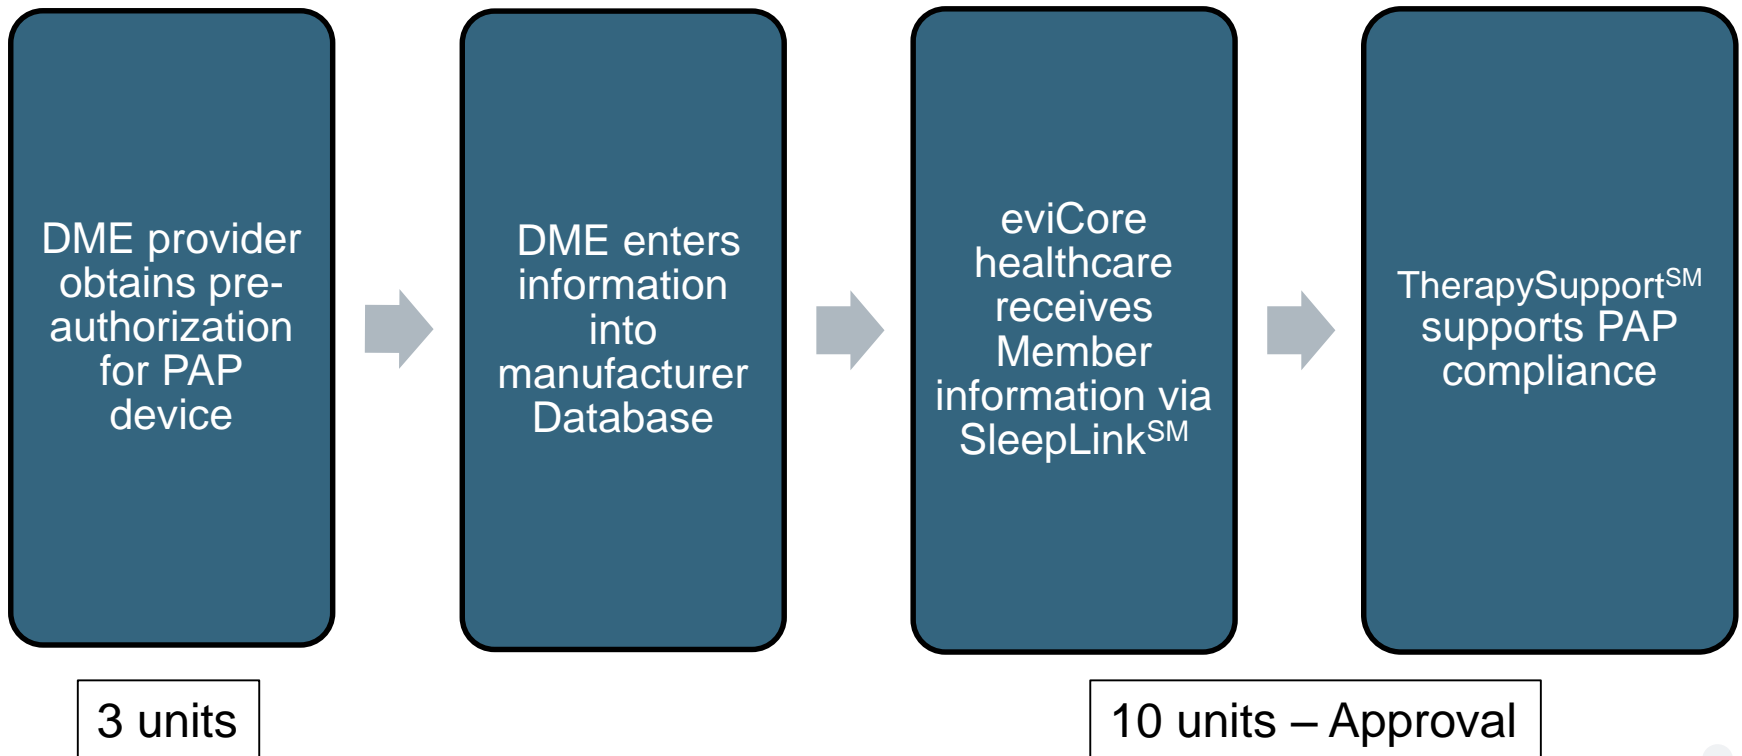 DME provider
obtains pre-
authorization
for PAP
device
DME enters
information
into
manufacturer
Database
eviCore
healthcare
receives
Member
information via
SleepLinkSM
TherapySupportSM
supports PAP
compliance
3 units
10 units – Approval